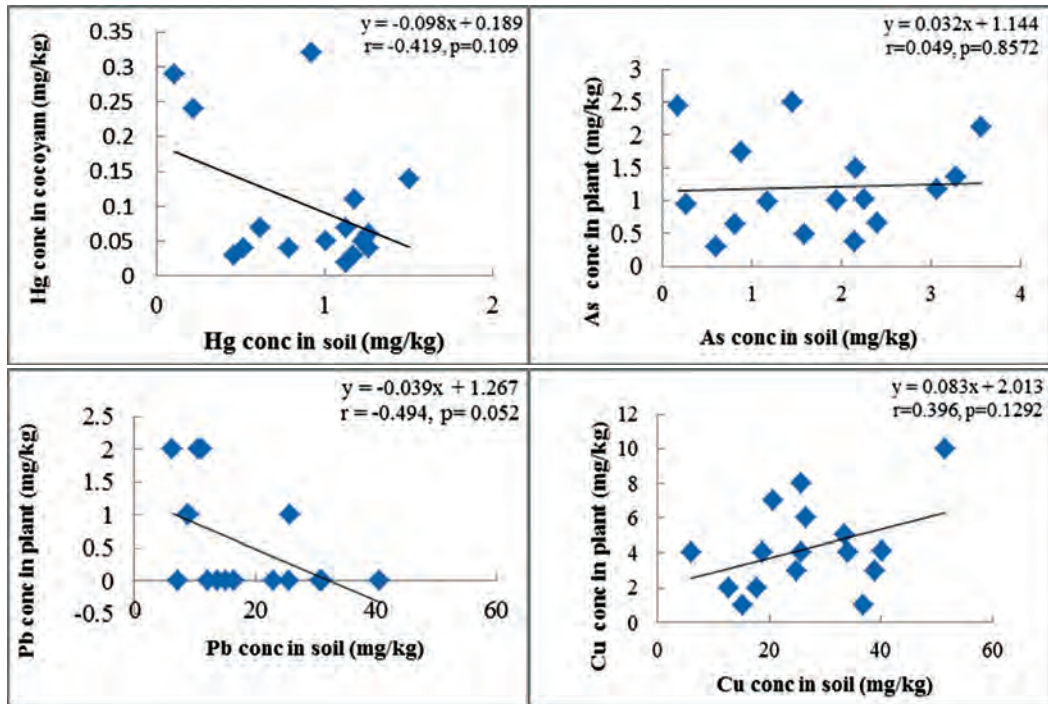 y = -0.098x + 0.189
r= -0.419, p=0.109
Hg conc in cocoyam (mg/kg)
0.35
0.3
0.25
0.2
0.15
0.1
0.05
0
0 1 2
Hg conc in soil (mg/kg)
y = 0.032x + 1.144
r=0.049, p=0.8572
As conc in plant (mg/kg)
3
2.5
2
1.5
1
0.5
0
0 1 2 3 4
As conc in soil (mg/kg)
y = -0.039x + 1.267
r = -0.494, p= 0.052
Pb conc in plant (mg/kg)
2.5
2
1.5
1
0.5
0
-0.5
0 20 40 60
Pb conc in soil (mg/kg)
y = 0.083x + 2.013
r=0.396, p=0.1292
Cu conc in plant (mg/kg)
12
10
8
6
4
2
0
0 20 40 60
Cu conc in soil (mg/kg)